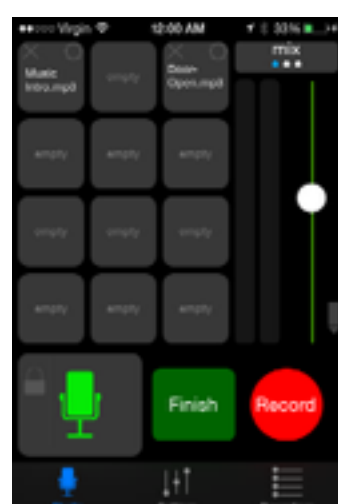 Virgin 12:00 AM 33%
mix
Music
Intro.mp3
empty
Door-
Open.mp3
empty empty empty
empty empty empty
empty empty empty
Finish
Record